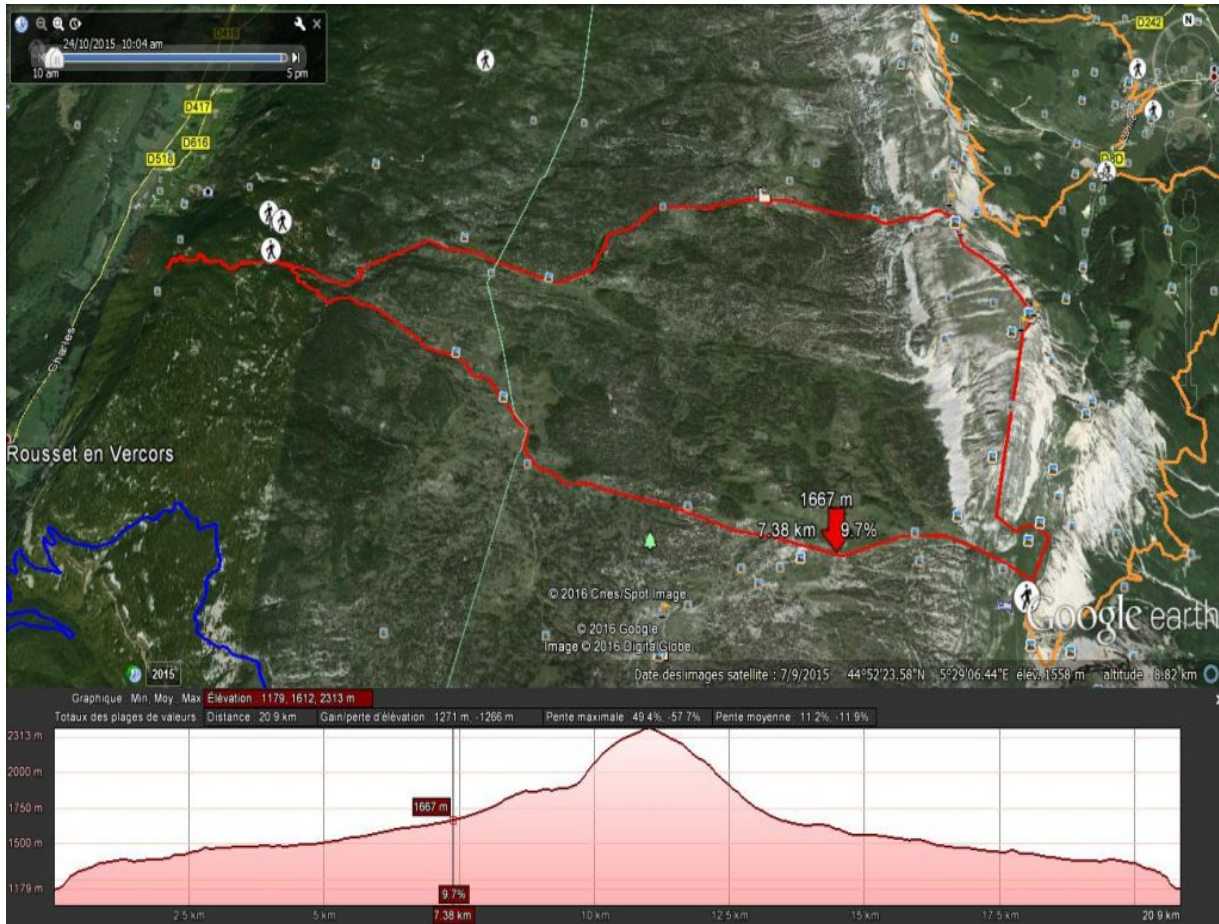 24/10/2015 10:04 am
10 am
5 pm
D416
D417
D616
D518
D242
N
D8D
Charles
Rousset en Vercors
1667 m
7.38 km
9.7%
© 2016 Cnes/Spot Image
© 2016 Google
Image © 2016 DigitalGlobe
Google earth
2015
Date des images satellite : 7/9/2015 44°52'23.58"N 5°29'06.44"E élév. 1558 m altitude 8.82 km
Graphique : Min, Moy., Max Élévation : 1179, 1612, 2313 m
Totaux des plages de valeurs Distance : 20.9 km Gain/perte d'élévation : 1271 m, -1266 m Pente maximale : 49.4%, -57.7% Pente moyenne : 11.2%, -11.9%
2313 m
2000 m
1750 m
1500 m
1179 m
1667 m
9.7%
2.5 km
5 km
7.38 km
10 km
12.5 km
15 km
17.5 km
20.9 km